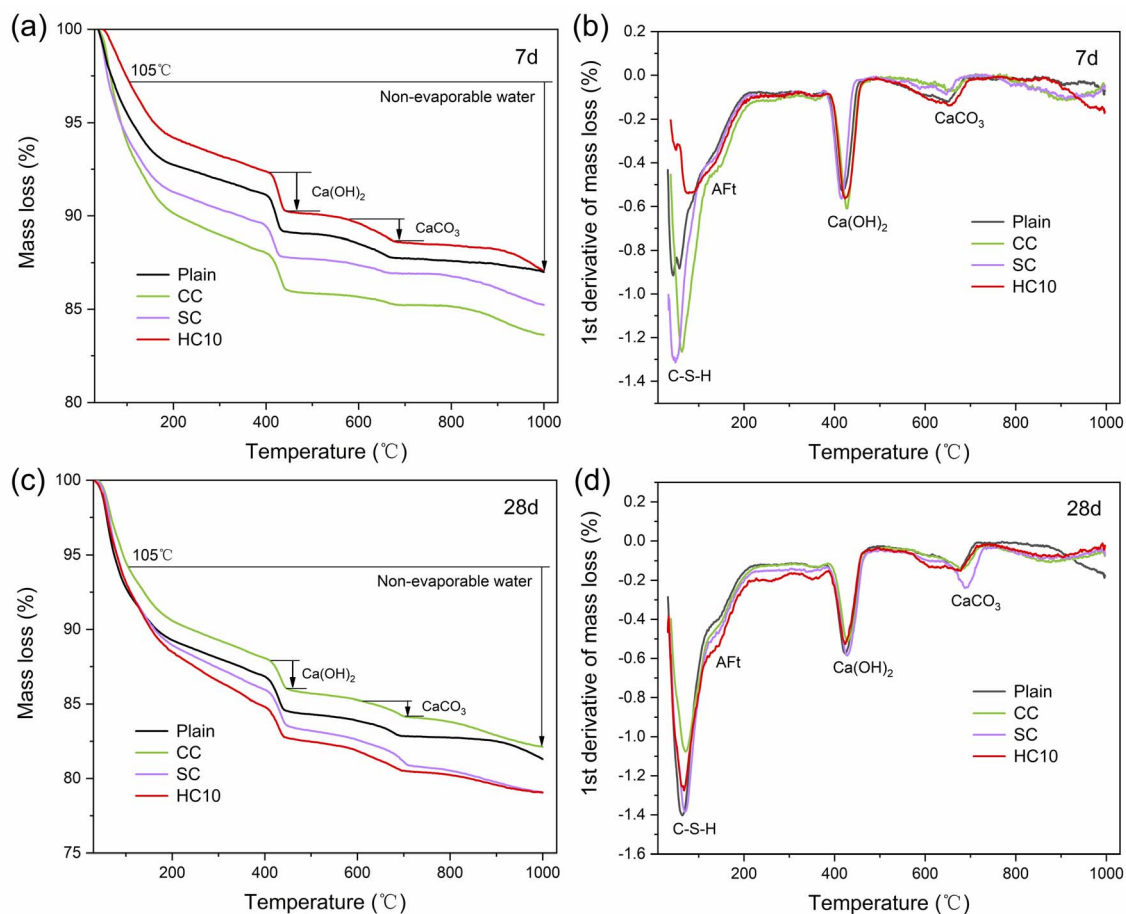 (a)
7d
105℃
Non-evaporable water
Ca(OH)2
CaCO3
Plain
CC
SC
HC10
Mass loss (%)
100
95
90
85
80
200
400
600
800
1000
Temperature (℃)
(b)
7d
CaCO3
AFt
Ca(OH)2
C-S-H
Plain
CC
SC
HC10
1st derivative of mass loss (%)
0.2
0.0
-0.2
-0.4
-0.6
-0.8
-1.0
-1.2
-1.4
200
400
600
800
1000
Temperature (℃)
(c)
28d
105℃
Non-evaporable water
Ca(OH)2
CaCO3
Plain
CC
SC
HC10
Mass loss (%)
100
95
90
85
80
75
200
400
600
800
1000
Temperature (℃)
(d)
28d
CaCO3
AFt
Ca(OH)2
C-S-H
Plain
CC
SC
HC10
1st derivative of mass loss (%)
0.2
0.0
-0.2
-0.4
-0.6
-0.8
-1.0
-1.2
-1.4
-1.6
200
400
600
800
1000
Temperature (℃)